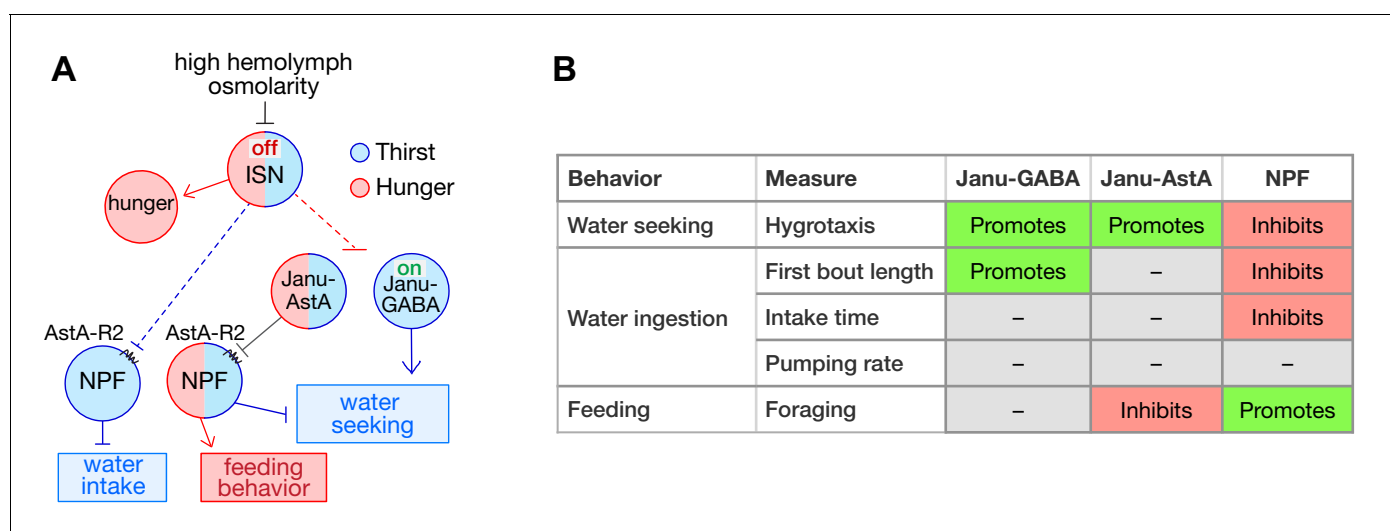 A
high hemolymph
osmolarity
off
ISN
Thirst
Hunger
hunger
on
Janu-
GABA
Janu-
AstA
AstA-R2
AstA-R2
NPF
NPF
water
seeking
water
intake
feeding
behavior
B
Behavior Measure Janu-GABA Janu-AstA NPF
Water seeking Hygrotaxis Promotes Promotes Inhibits
First bout length Promotes – Inhibits
Water ingestion Intake time – – Inhibits
Pumping rate – – –
Feeding Foraging – Inhibits Promotes